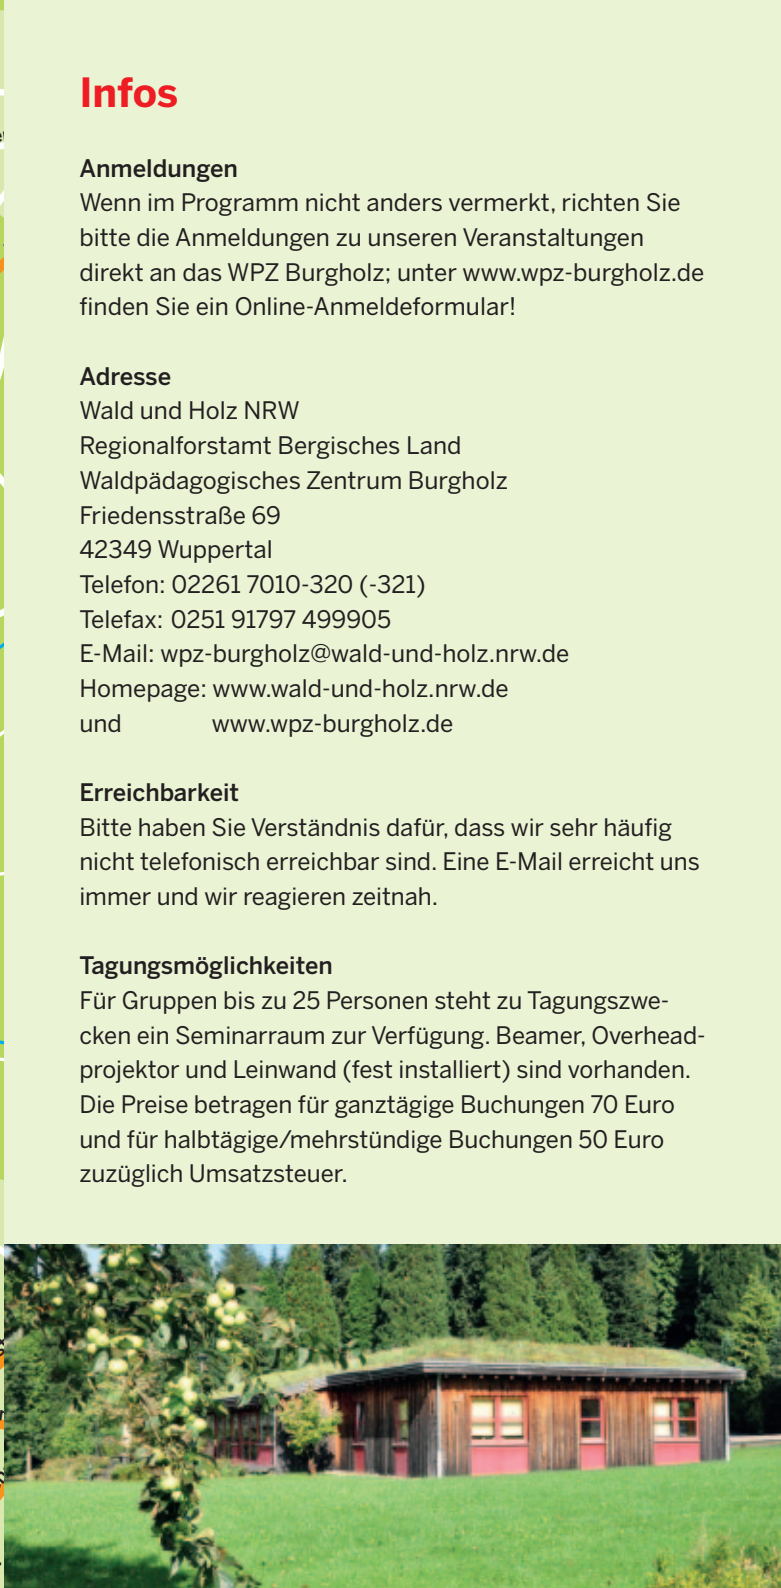 Infos
Anmeldungen
Wenn im Programm nicht anders vermerkt, richten Sie
bitte die Anmeldungen zu unseren Veranstaltungen
direkt an das WPZ Burgholz; unter www.wpz-burgholz.de
finden Sie ein Online-Anmeldeformular!
Adresse
Wald und Holz NRW
Regionalforstamt Bergisches Land
Waldpädagogisches Zentrum Burgholz
Friedensstraße 69
42349 Wuppertal
Telefon: 02261 7010-320 (-321)
Telefax: 0251 91797 499905
E-Mail: wpz-burgholz@wald-und-holz.nrw.de
Homepage: www.wald-und-holz.nrw.de
und www.wpz-burgholz.de
Erreichbarkeit
Bitte haben Sie Verständnis dafür, dass wir sehr häufig
nicht telefonisch erreichbar sind. Eine E-Mail erreicht uns
immer und wir reagieren zeitnah.
Tagungsmöglichkeiten
Für Gruppen bis zu 25 Personen steht zu Tagungszwe-
cken ein Seminarraum zur Verfügung. Beamer, Overhead-
projektor und Leinwand (fest installiert) sind vorhanden.
Die Preise betragen für ganztägige Buchungen 70 Euro
und für halbtägige/mehrstündige Buchungen 50 Euro
zuzüglich Umsatzsteuer.